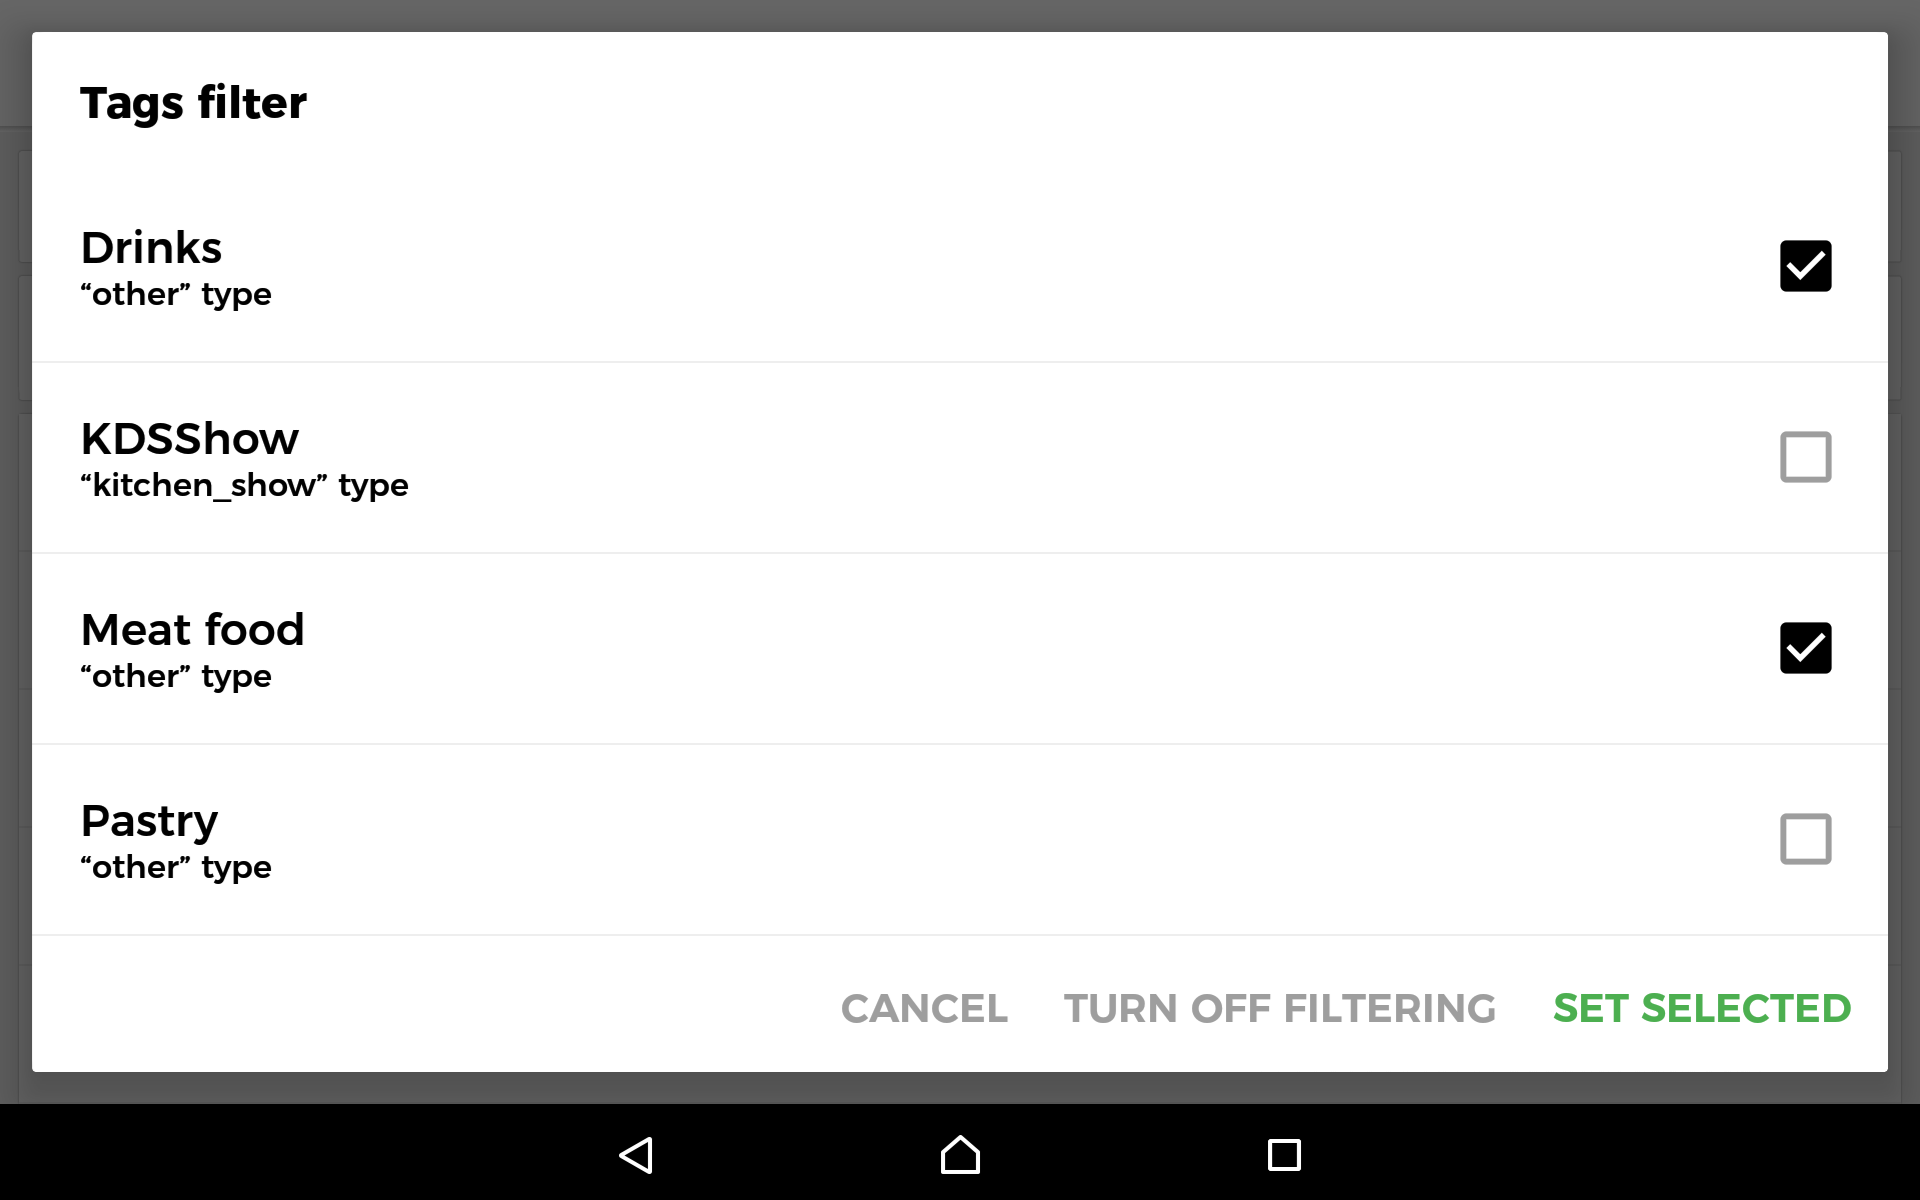 Tags filter
Drinks
“other” type
KDSShow
“kitchen_show” type
Meat food
“other” type
Pastry
“other” type
CANCEL TURN OFF FILTERING SET SELECTED